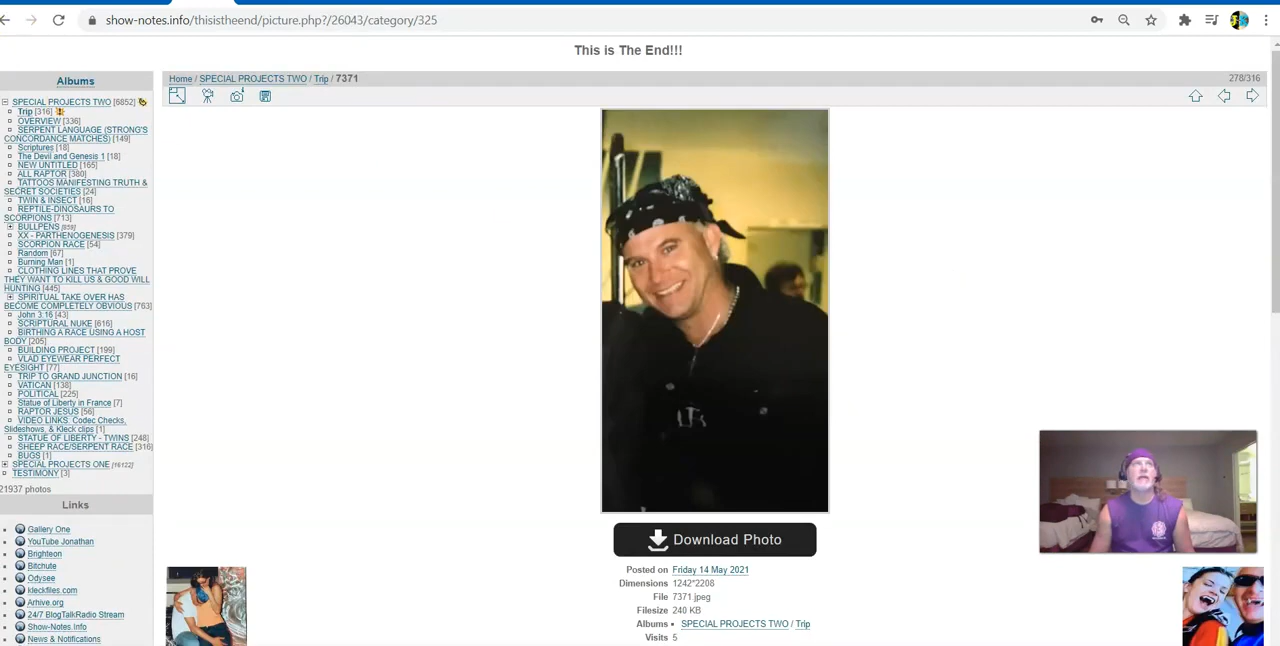 show-notes.info/thisistheend/picture.php?/26043/category/325
This is The End!!!
Albums
Home / SPECIAL PROJECTS TWO / Trip / 7371
278/316
SPECIAL PROJECTS TWO [6852]
Trip [316]
OVERVIEW [336]
SERPENT LANGUAGE (STRONG'S
CONCORDANCE MATCHES) [149]
Scriptures [18]
The Devil and Genesis 1 [18]
NEW UNTITLED [165]
ALL RAPTOR [380]
TATTOOS MANIFESTING TRUTH &
SECRET SOCIETIES [24]
TWIN & INSECT [16]
REPTILE-DINOSAURS TO
SCORPIONS [713]
BULLPENS [859]
XX - PARTHENOGENESIS [379]
SCORPION RACE [54]
Random [67]
Burning Man [1]
CLOTHING LINES THAT PROVE
THEY WANT TO KILL US & GOOD WILL
HUNTING [445]
SPIRITUAL TAKE OVER HAS
BECOME COMPLETELY OBVIOUS [763]
John 3:16 [43]
SCRIPTURAL NUKE [616]
BIRTHING A RACE USING A HOST
BODY [205]
BUILDING PROJECT [199]
VLAD EYEWEAR PERFECT
EYESIGHT [77]
TRIP TO GRAND JUNCTION [16]
VATICAN [138]
POLITICAL [225]
Statue of Liberty in France [7]
RAPTOR JESUS [56]
VIDEO LINKS: Codec Checks,
Slideshows, & Kleck clips [1]
STATUE OF LIBERTY - TWINS [248]
SHEEP RACE/SERPENT RACE [316]
BUGS [1]
SPECIAL PROJECTS ONE [16122]
TESTIMONY [3]
21937 photos
Links
Gallery One
YouTube Jonathan
Brighteon
Bitchute
Odysee
kleckfiles.com
Arhive.org
24/7 BlogTalkRadio Stream
Show-Notes.Info
News & Notifications
Download Photo
Posted on Friday 14 May 2021
Dimensions 1242*2208
File 7371.jpeg
Filesize 240 KB
Albums SPECIAL PROJECTS TWO / Trip
Visits 5